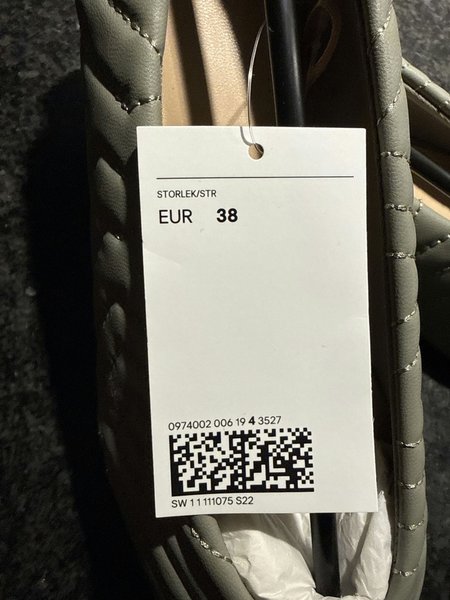 STORLEK/STR
EUR 38
0974002 006 19 4 3527
SW 1 1 111075 S22